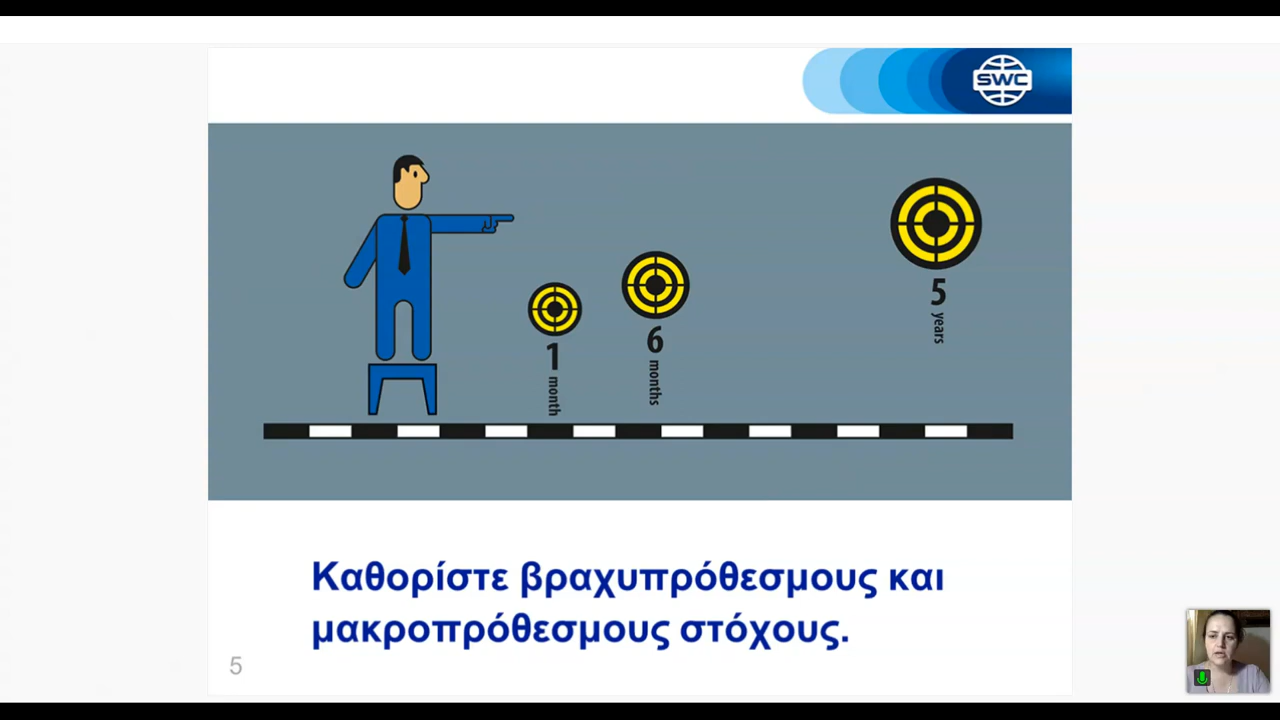 SWC
1
month
6
months
5
years
Καθορίστε βραχυπρόθεσμους και
μακροπρόθεσμους στόχους.
5